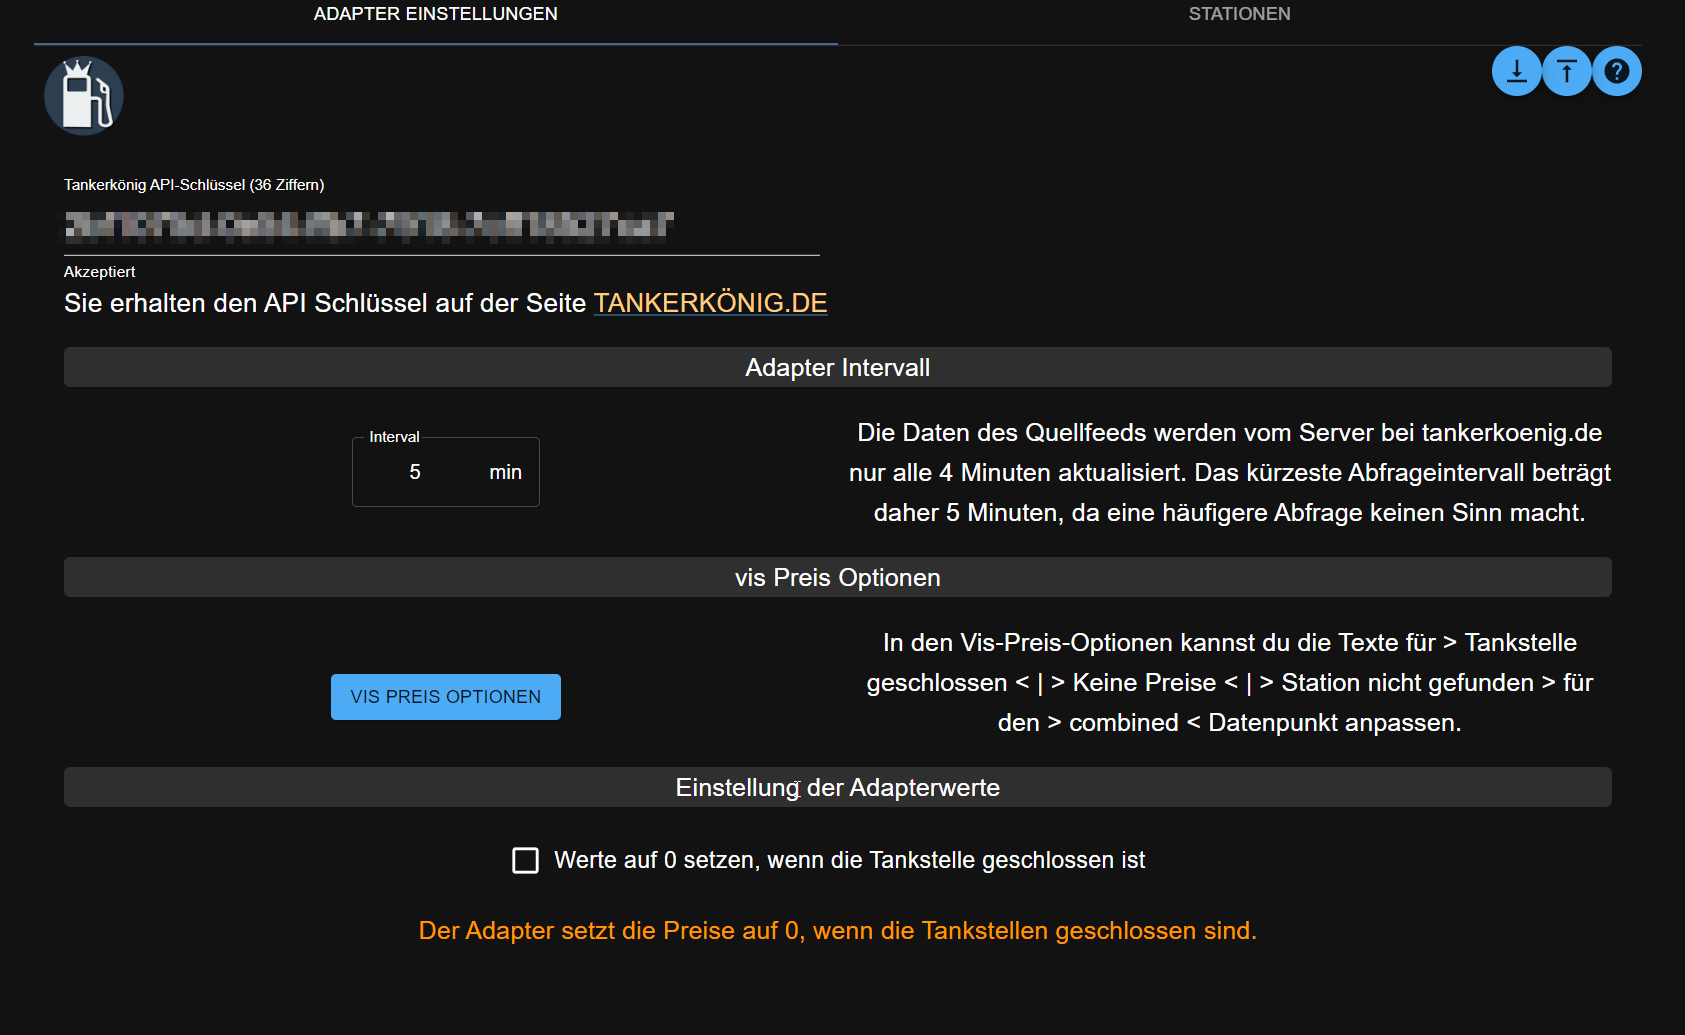 ADAPTER EINSTELLUNGEN
STATIONEN
Tankerkönig API-Schlüssel (36 Ziffern)
Akzeptiert
Sie erhalten den API Schlüssel auf der Seite TANKERKÖNIG.DE
Adapter Intervall
Interval
5 min
Die Daten des Quellfeeds werden vom Server bei tankerkoenig.de
nur alle 4 Minuten aktualisiert. Das kürzeste Abfrageintervall beträgt
daher 5 Minuten, da eine häufigere Abfrage keinen Sinn macht.
vis Preis Optionen
VIS PREIS OPTIONEN
In den Vis-Preis-Optionen kannst du die Texte für > Tankstelle
geschlossen < | > Keine Preise < | > Station nicht gefunden > für
den > combined < Datenpunkt anpassen.
Einstellung der Adapterwerte
Werte auf 0 setzen, wenn die Tankstelle geschlossen ist
Der Adapter setzt die Preise auf 0, wenn die Tankstellen geschlossen sind.